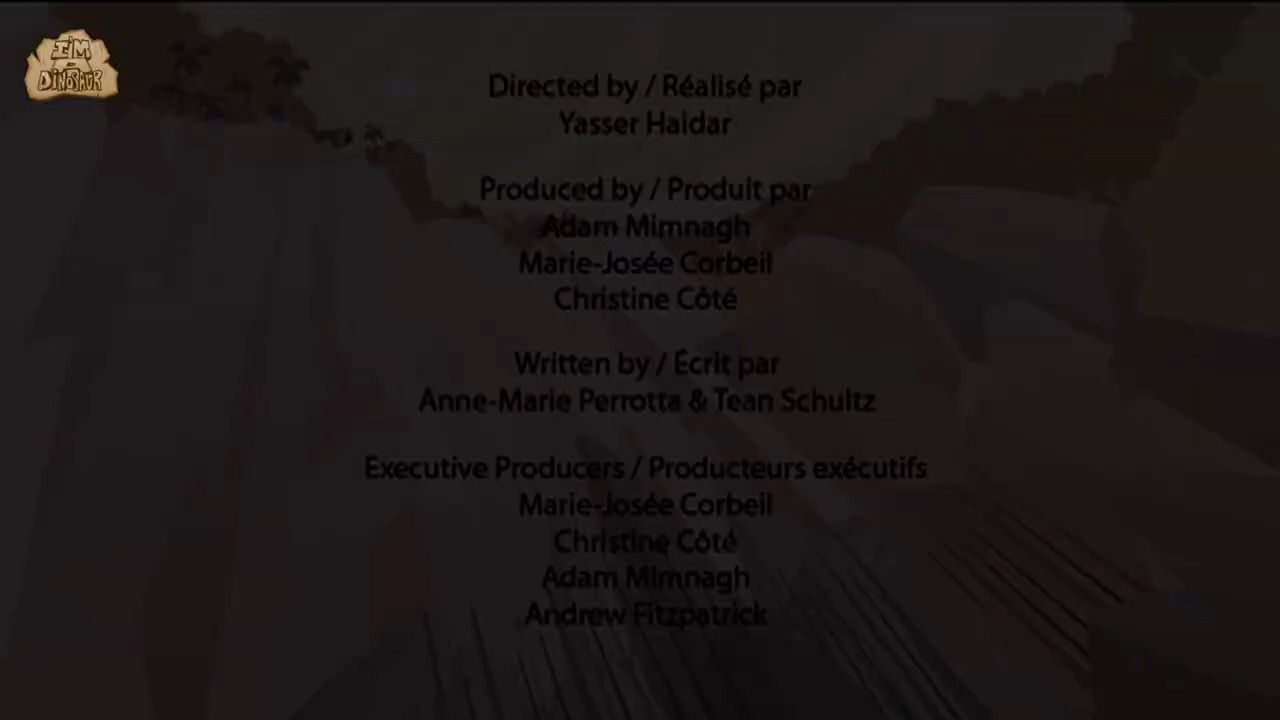 I'M
A
DINOSAUR
Directed by / Réalisé par
Yasser Haidar
Produced by / Produit par
Adam Mimnagh
Marie-Josée Corbeil
Christine Côté
Written by / Écrit par
Anne-Marie Perrotta & Tean Schultz
Executive Producers / Producteurs exécutifs
Marie-Josée Corbeil
Christine Côté
Adam Mimnagh
Andrew Fitzpatrick